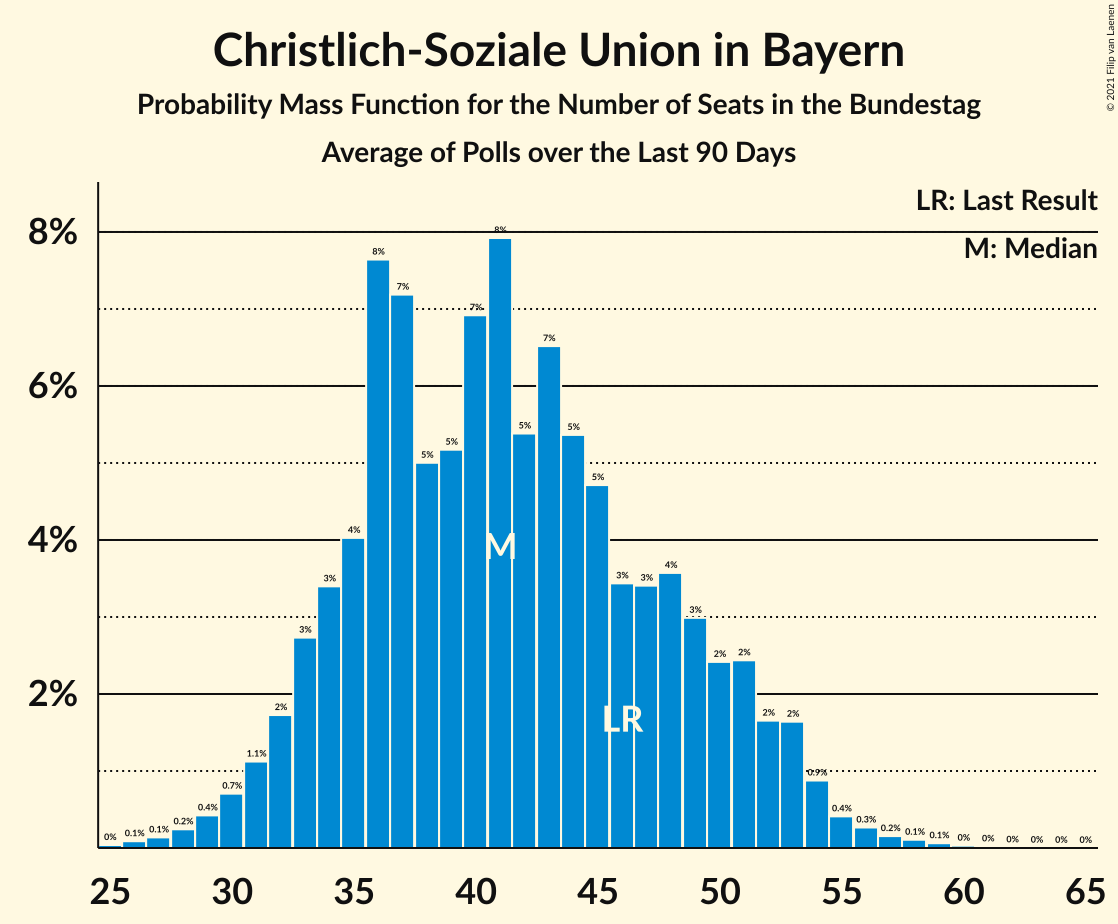 Christlich-Soziale Union in Bayern
Probability Mass Function for the Number of Seats in the Bundestag
Average of Polls over the Last 90 Days
© 2021 Filip van Laenen
LR: Last Result
M: Median
8%
6%
4%
2%
0% 0.1% 0.1% 0.2% 0.4% 0.7% 1.1% 2% 3% 3% 4% 8% 7% 5% 5% 7% 8% 5% 7% 5% 5% 3% 3% 4% 3% 2% 2% 2% 2% 0.9% 0.4% 0.3% 0.2% 0.1% 0.1% 0% 0% 0% 0% 0% 0%
M
LR
25 30 35 40 45 50 55 60 65